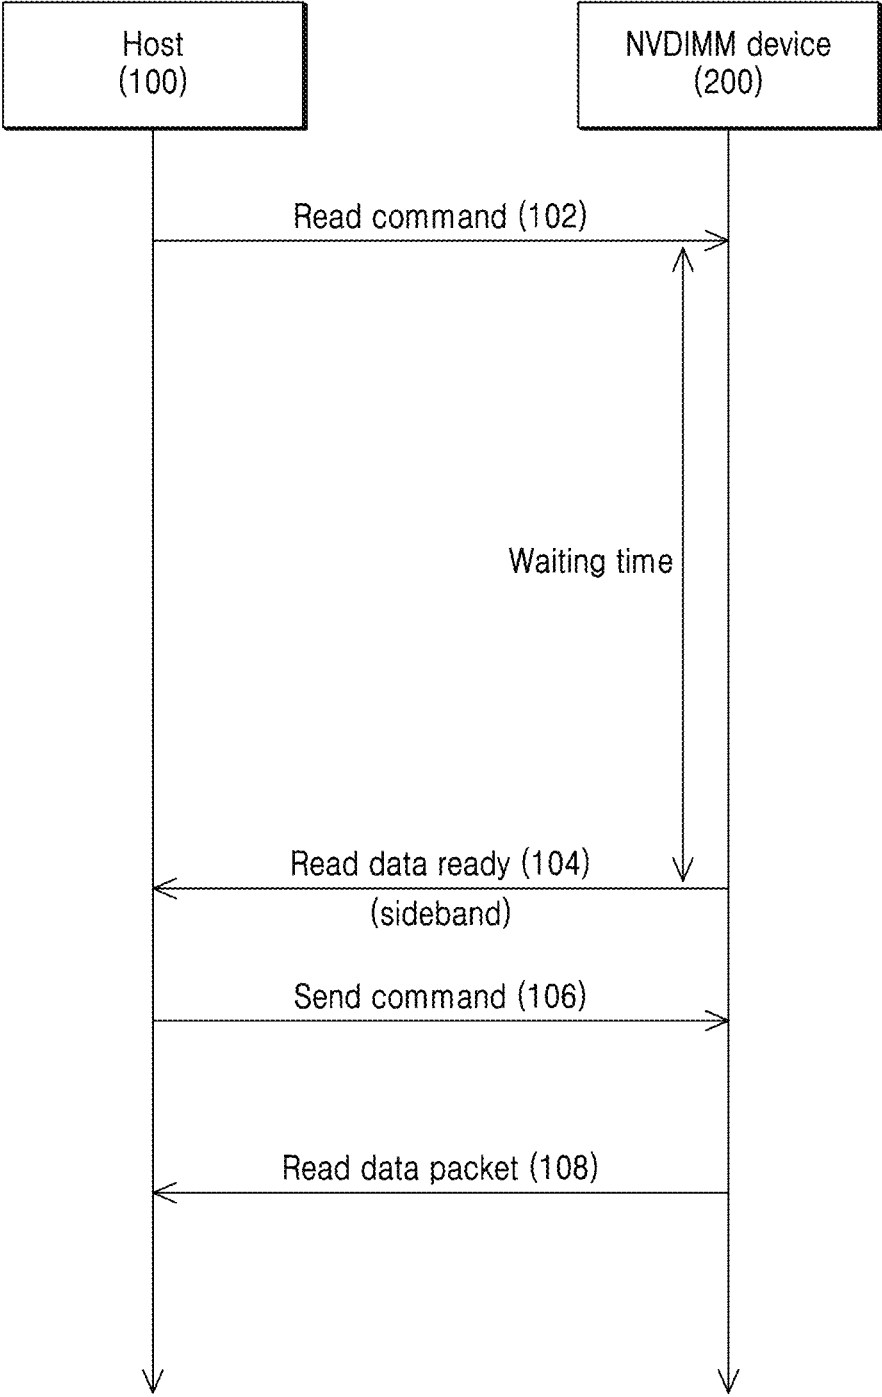 Host
(100)
NVDIMM device
(200)
Read command (102)
Waiting time
Read data ready (104)
(sideband)
Send command (106)
Read data packet (108)